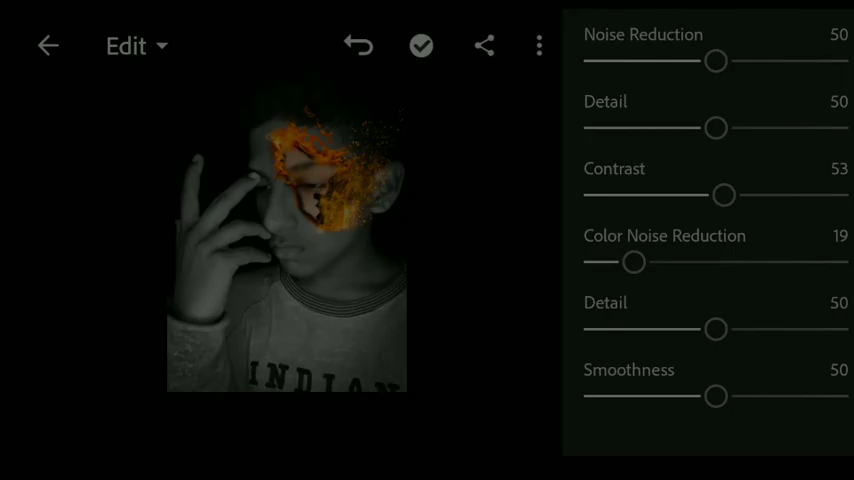 Edit
Noise Reduction 50
Detail 50
Contrast 53
Color Noise Reduction 19
Detail 50
Smoothness 50
INDIAN